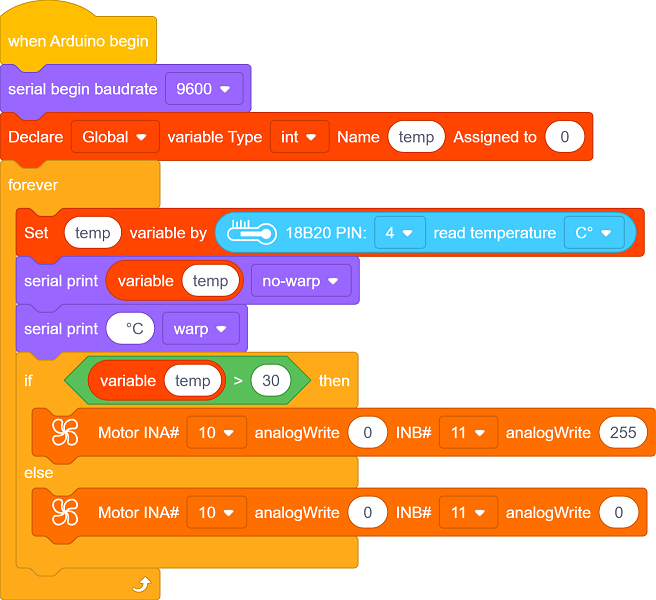 when Arduino begin
serial begin baudrate 9600
Declare Global variable Type int Name temp Assigned to 0
forever
Set temp variable by 18B20 PIN: 4 read temperature C°
serial print variable temp no-warp
serial print °C warp
if variable temp > 30 then
Motor INA# 10 analogWrite 0 INB# 11 analogWrite 255
else
Motor INA# 10 analogWrite 0 INB# 11 analogWrite 0